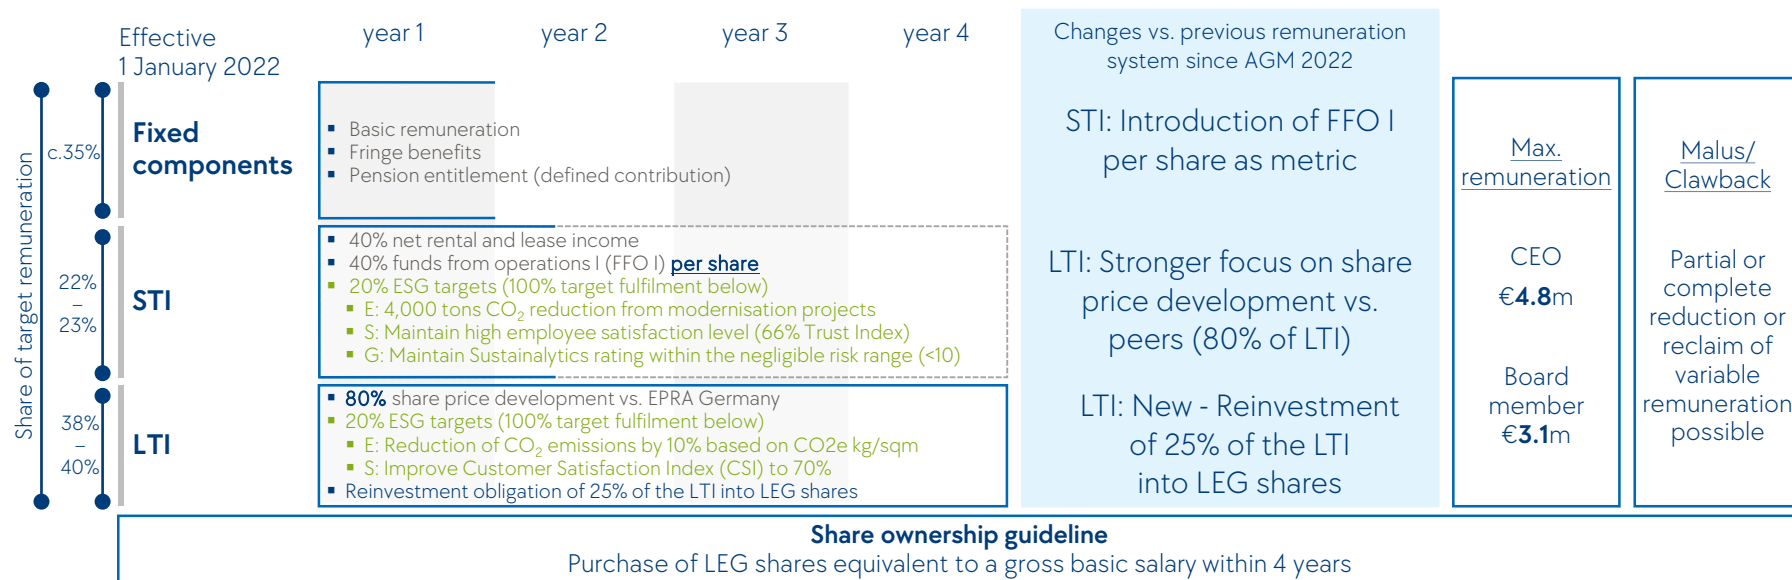 Effective
1 January 2022
year 1
year 2
year 3
year 4
Changes vs. previous remuneration
system since AGM 2022
Share of target remuneration
c.35%
Fixed
components
▪ Basic remuneration
▪ Fringe benefits
▪ Pension entitlement (defined contribution)
STI: Introduction of FFO I
per share as metric
22%
–
23%
STI
▪ 40% net rental and lease income
▪ 40% funds from operations I (FFO I) per share
▪ 20% ESG targets (100% target fulfilment below)
▪ E: 4,000 tons CO₂ reduction from modernisation projects
▪ S: Maintain high employee satisfaction level (66% Trust Index)
▪ G: Maintain Sustainalytics rating within the negligible risk range (<10)
LTI: Stronger focus on share
price development vs.
peers (80% of LTI)
38%
–
40%
LTI
▪ 80% share price development vs. EPRA Germany
▪ 20% ESG targets (100% target fulfilment below)
▪ E: Reduction of CO₂ emissions by 10% based on CO2e kg/sqm
▪ S: Improve Customer Satisfaction Index (CSI) to 70%
▪ Reinvestment obligation of 25% of the LTI into LEG shares
LTI: New - Reinvestment
of 25% of the LTI
into LEG shares
Max.
remuneration
CEO
€4.8m
Board
member
€3.1m
Malus/
Clawback
Partial or
complete
reduction or
reclaim of
variable
remuneration
possible
Share ownership guideline
Purchase of LEG shares equivalent to a gross basic salary within 4 years